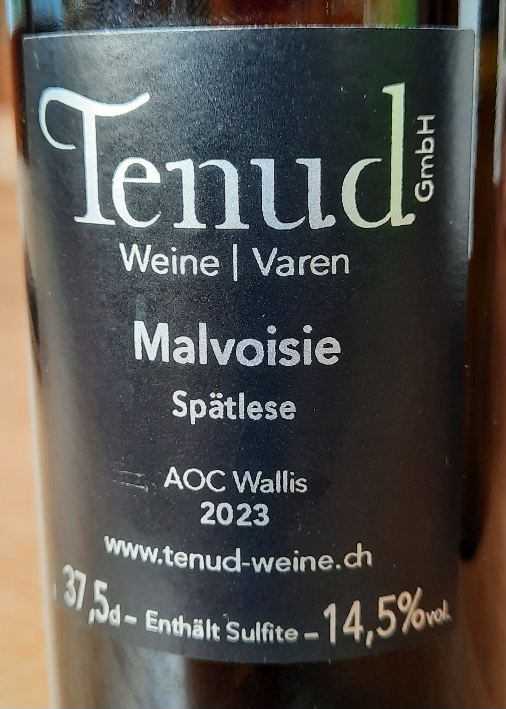 Tenud GmbH
Weine | Varen
Malvoisie
Spätlese
AOC Wallis
2023
www.tenud-weine.ch
37,5d – Enthält Sulfite – 14,5%vol.